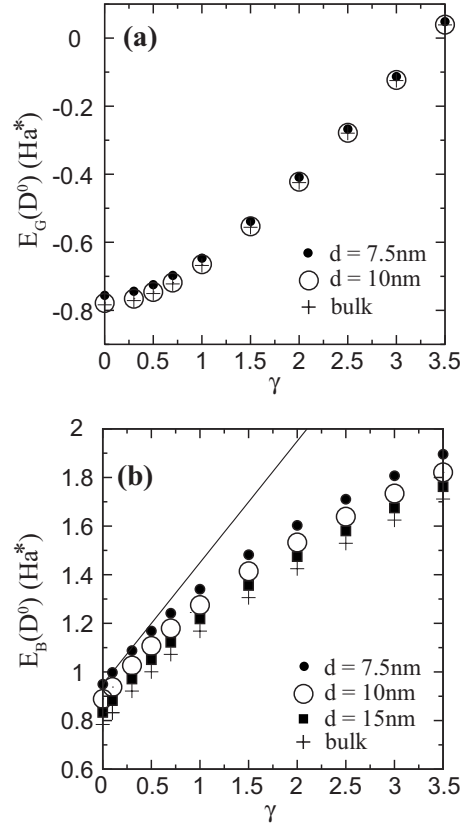 (a)
E_G(D⁰) (Ha*)
0
-0.2
-0.4
-0.6
-0.8
0 0.5 1 1.5 2 2.5 3 3.5
γ
d = 7.5nm
d = 10nm
bulk
(b)
E_B(D⁰) (Ha*)
2
1.8
1.6
1.4
1.2
1
0.8
0.6
0 0.5 1 1.5 2 2.5 3 3.5
γ
d = 7.5nm
d = 10nm
d = 15nm
bulk